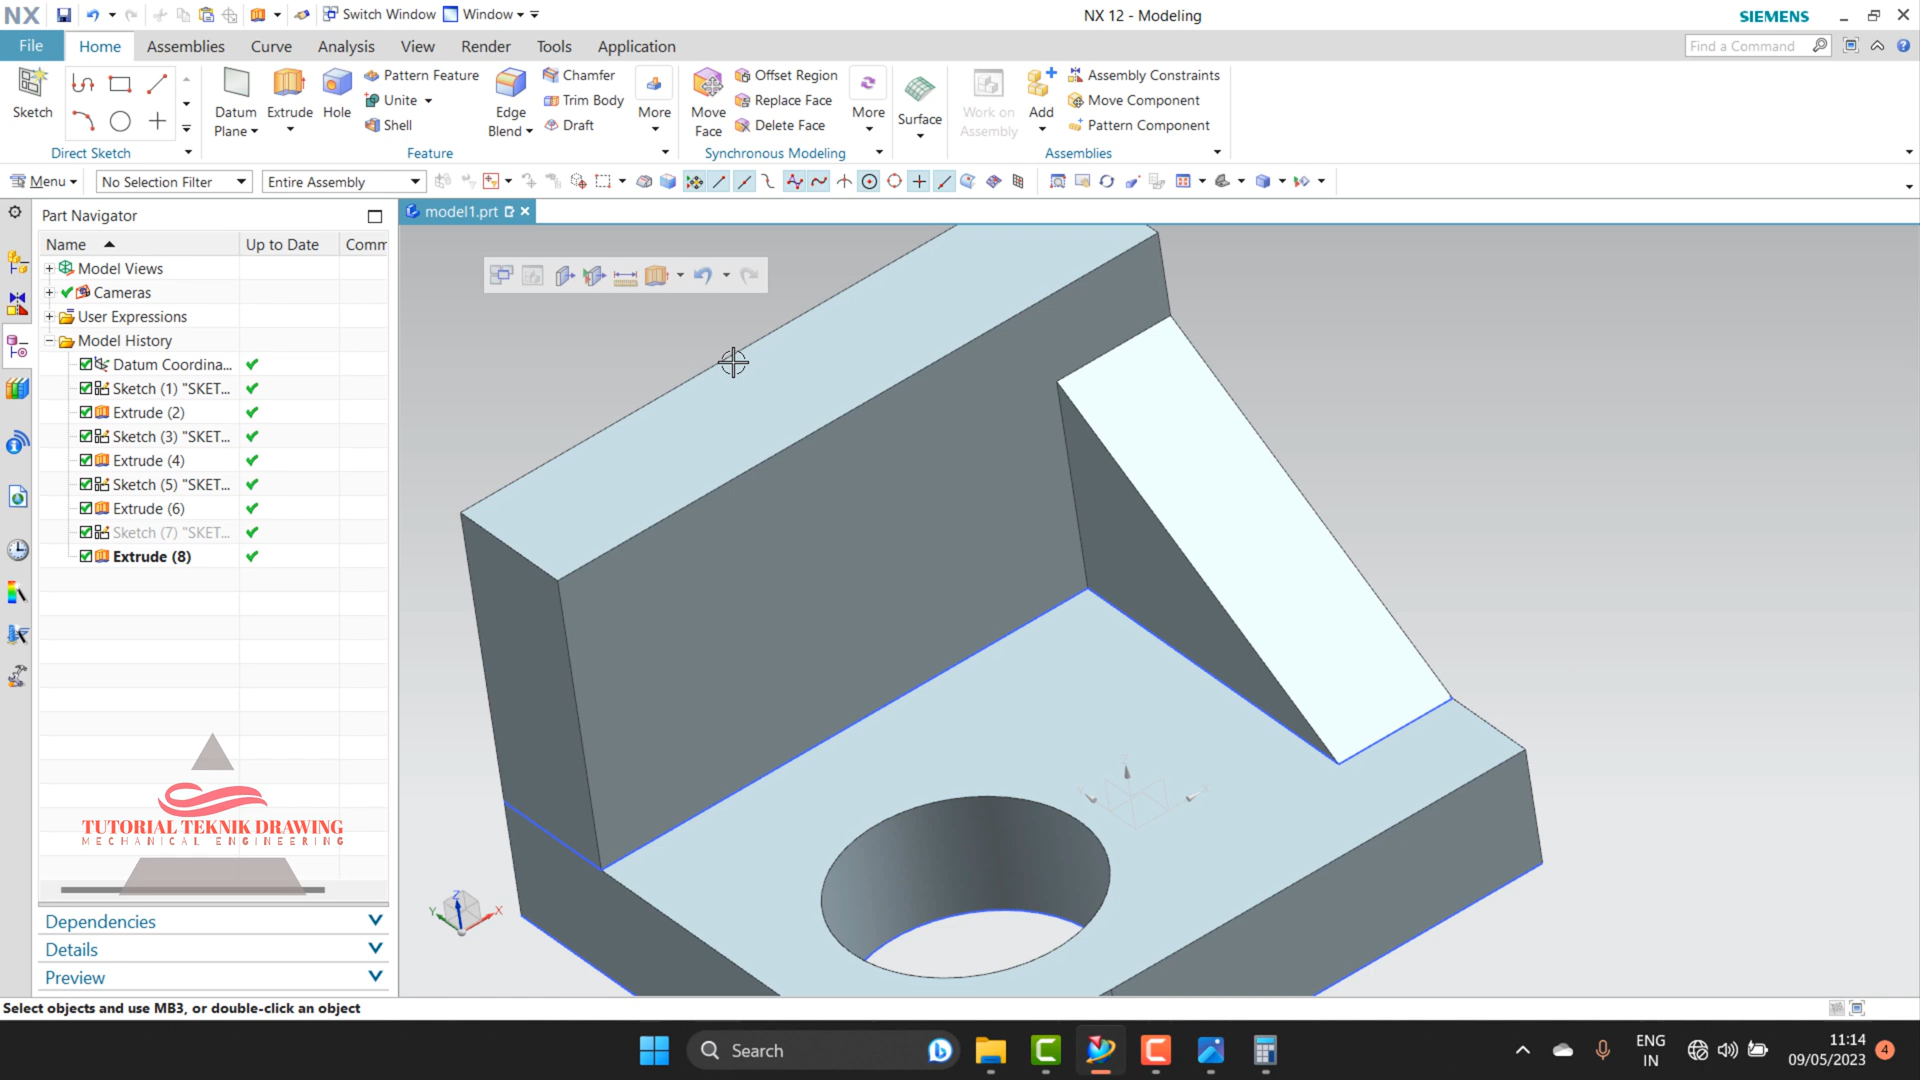 NX
Switch Window
Window
NX 12 - Modeling
SIEMENS
File
Home
Assemblies
Curve
Analysis
View
Render
Tools
Application
Find a Command
Sketch
Datum Plane
Extrude
Hole
Pattern Feature
Unite
Shell
Edge Blend
Chamfer
Trim Body
Draft
More
Move Face
Offset Region
Replace Face
Delete Face
More
Surface
Work on Assembly
Add
Assembly Constraints
Move Component
Pattern Component
Direct Sketch
Feature
Synchronous Modeling
Assemblies
Menu
No Selection Filter
Entire Assembly
Part Navigator
model1.prt
Name
Up to Date
Comm
Model Views
Cameras
User Expressions
Model History
Datum Coordina...
Sketch (1) "SKET...
Extrude (2)
Sketch (3) "SKET...
Extrude (4)
Sketch (5) "SKET...
Extrude (6)
Sketch (7) "SKET...
Extrude (8)
TUTORIAL TEKNIK DRAWING
MECHANICAL ENGINEERING
Z
Y
X
Dependencies
Details
Preview
Select objects and use MB3, or double-click an object
Search
ENG
IN
11:14
09/05/2023
4